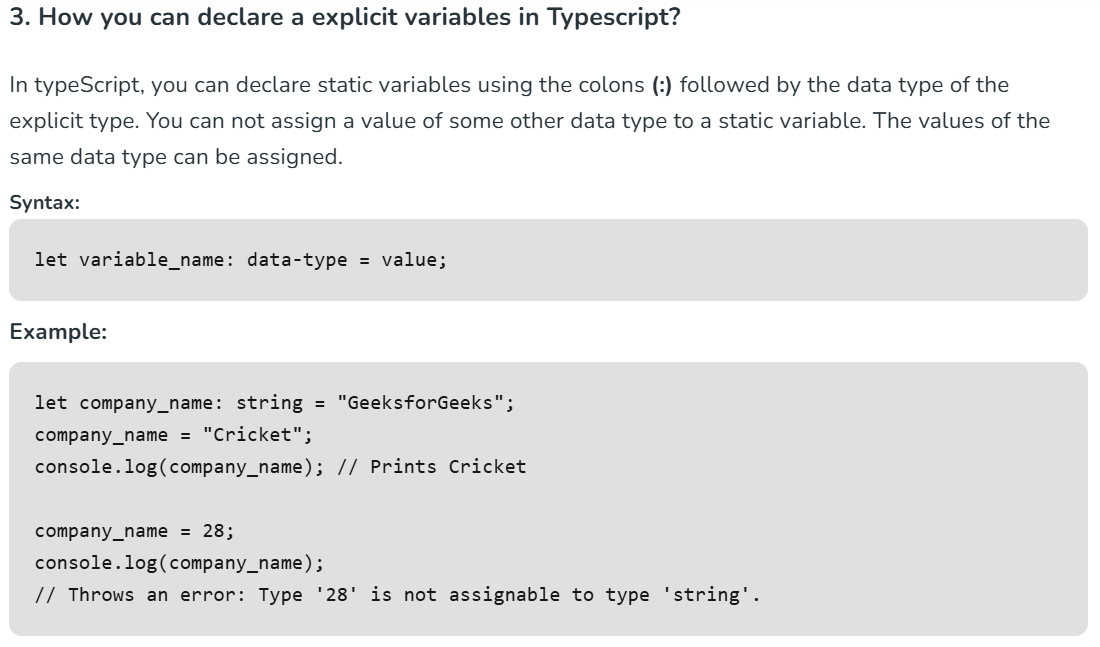 3. How you can declare a explicit variables in Typescript?
In typeScript, you can declare static variables using the colons (:) followed by the data type of the
explicit type. You can not assign a value of some other data type to a static variable. The values of the
same data type can be assigned.
Syntax:
let variable_name: data-type = value;
Example:
let company_name: string = "GeeksforGeeks";
company_name = "Cricket";
console.log(company_name); // Prints Cricket
company_name = 28;
console.log(company_name);
// Throws an error: Type '28' is not assignable to type 'string'.